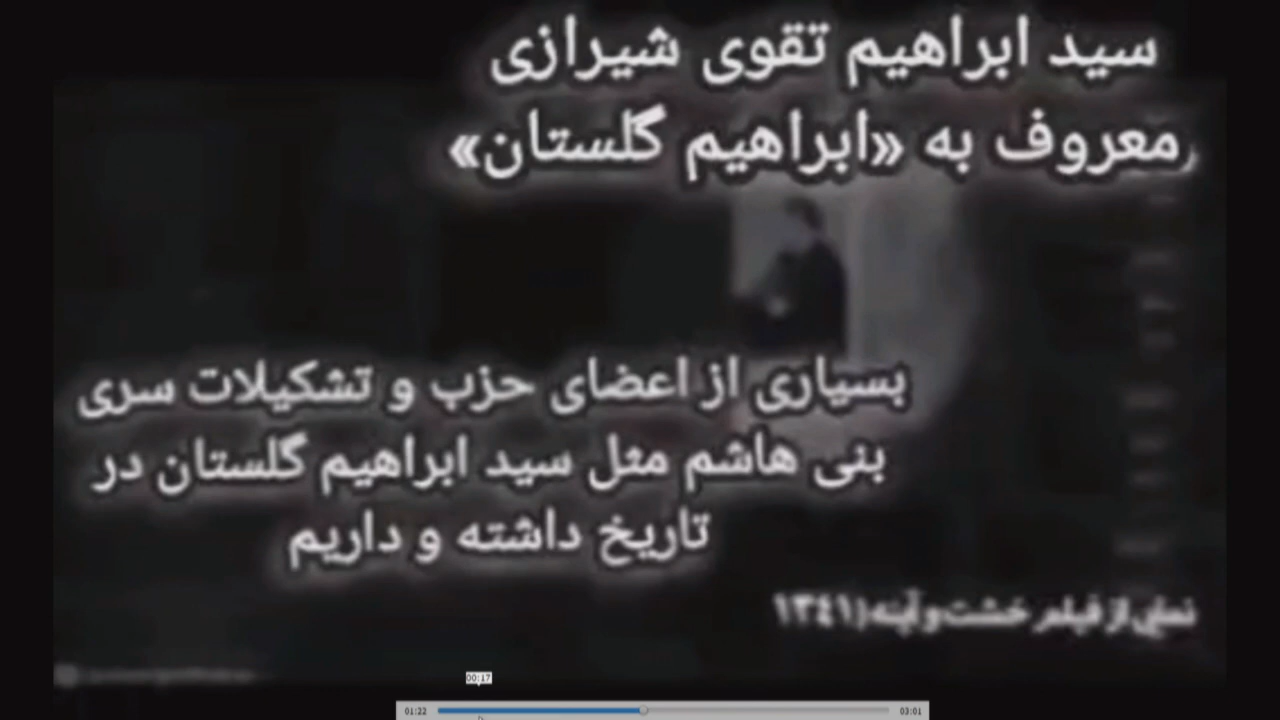 سید ابراهیم تقوی شیرازی
معروف به «ابراهیم گلستان»
بسیاری از اعضای حزب و تشکیلات سری
بنی هاشم مثل سید ابراهیم گلستان در
تاریخ داشته و داریم
نمایی از فیلم خشت و آینه (۱۳۴۱
00:17
01:22
03:01